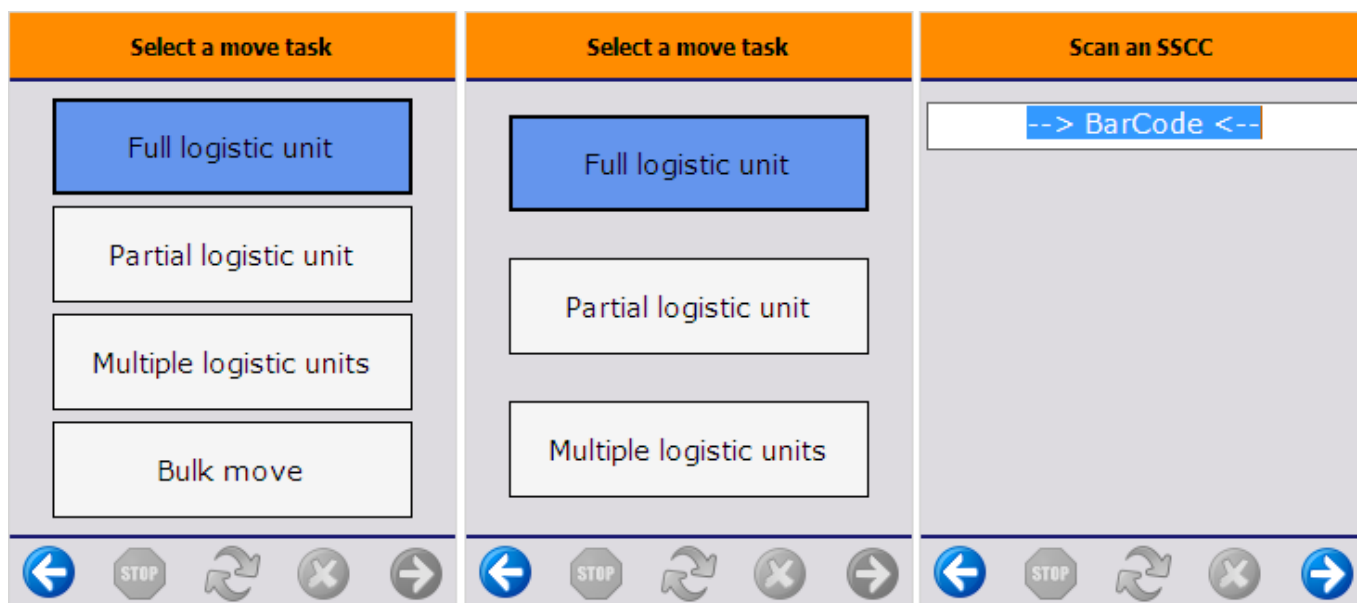 Select a move task
Full logistic unit
Partial logistic unit
Multiple logistic units
Bulk move
STOP
Select a move task
Full logistic unit
Partial logistic unit
Multiple logistic units
STOP
Scan an SSCC
--> BarCode <--
STOP